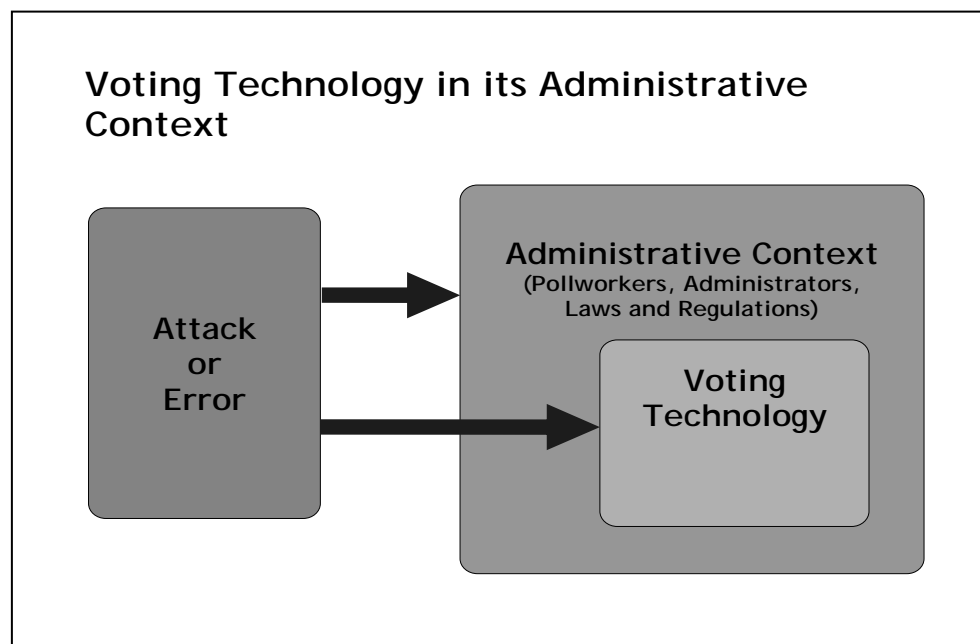 Voting Technology in its Administrative
Context
Attack
or
Error
Administrative Context
(Pollworkers, Administrators,
Laws and Regulations)
Voting
Technology